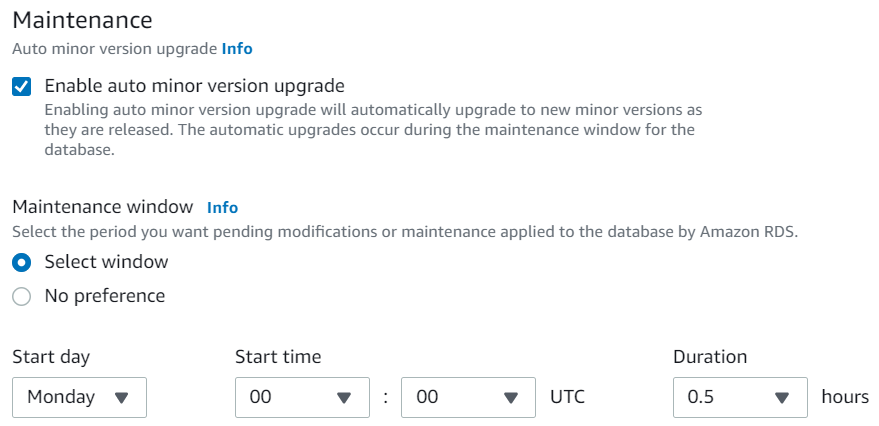 Maintenance
Auto minor version upgrade Info
Enable auto minor version upgrade
Enabling auto minor version upgrade will automatically upgrade to new minor versions as
they are released. The automatic upgrades occur during the maintenance window for the
database.
Maintenance window Info
Select the period you want pending modifications or maintenance applied to the database by Amazon RDS.
Select window
No preference
Start day Start time Duration
Monday 00 : 00 UTC 0.5 hours